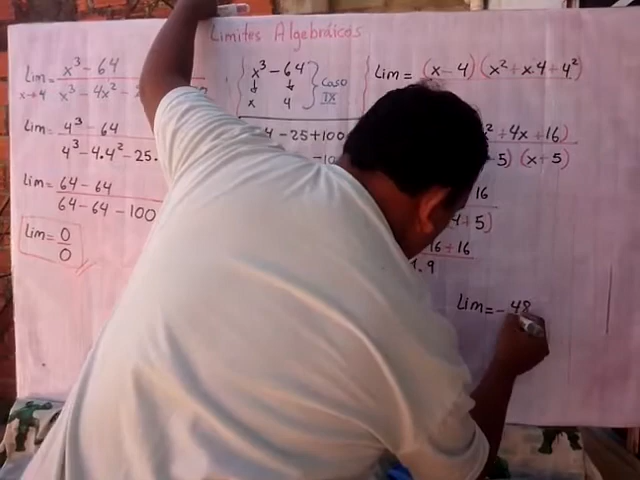 Limites Algebráicos
Lim = x³ - 64
x→4 x³ - 4x² - 2
Lim = 4³ - 64
4³ - 4.4² - 25.
Lim = 64 - 64
64 - 64 - 100
Lim = 0
0
x³ - 64
x 4
Caso
IX
4 - 25 + 100
Lim = (x - 4) (x² + x.4 + 4²)
+ 4x + 16)
5) (x + 5)
16
+ 5)
16 + 16
. 9
Lim = - 48